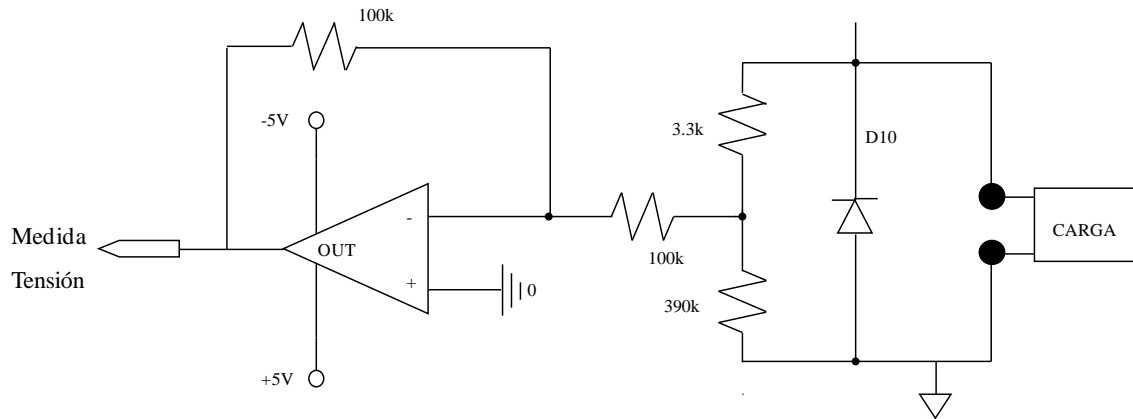 100k
-5V
3.3k
D10
Medida
Tensión
OUT
-
+
0
100k
CARGA
390k
+5V